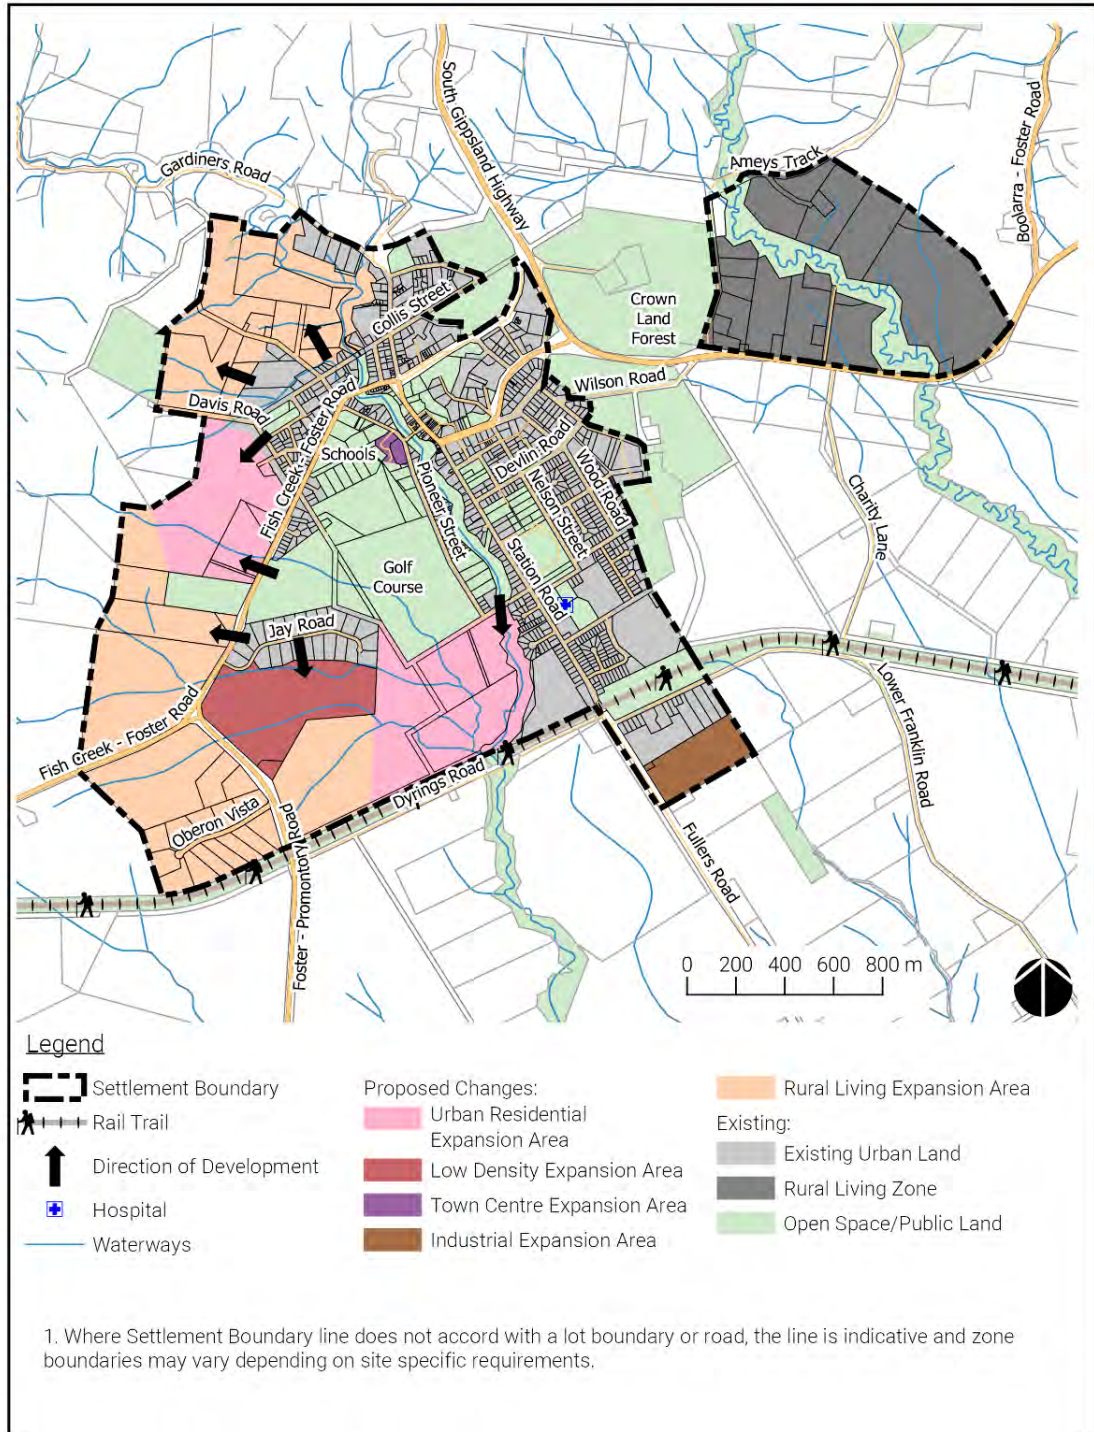 South Gippsland Highway
Ameys Track
Boolarra - Foster Road
Gardiners Road
Collis Street
Crown
Land
Forest
Wilson Road
Davis Road
Fish Creek - Foster Road
Schools
Devlin Road
Wood Road
Nelson Street
Pioneer Street
Station Road
Charity Lane
Golf
Course
Jay Road
Lower Franklin Road
Fish Creek - Foster Road
Dyrings Road
Oberon Vista
Foster - Promontory Road
Fullers Road
0 200 400 600 800 m
Legend
Settlement Boundary
Rail Trail
Direction of Development
Hospital
Waterways
Proposed Changes:
Urban Residential
Expansion Area
Low Density Expansion Area
Town Centre Expansion Area
Industrial Expansion Area
Rural Living Expansion Area
Existing:
Existing Urban Land
Rural Living Zone
Open Space/Public Land
1. Where Settlement Boundary line does not accord with a lot boundary or road, the line is indicative and zone
boundaries may vary depending on site specific requirements.